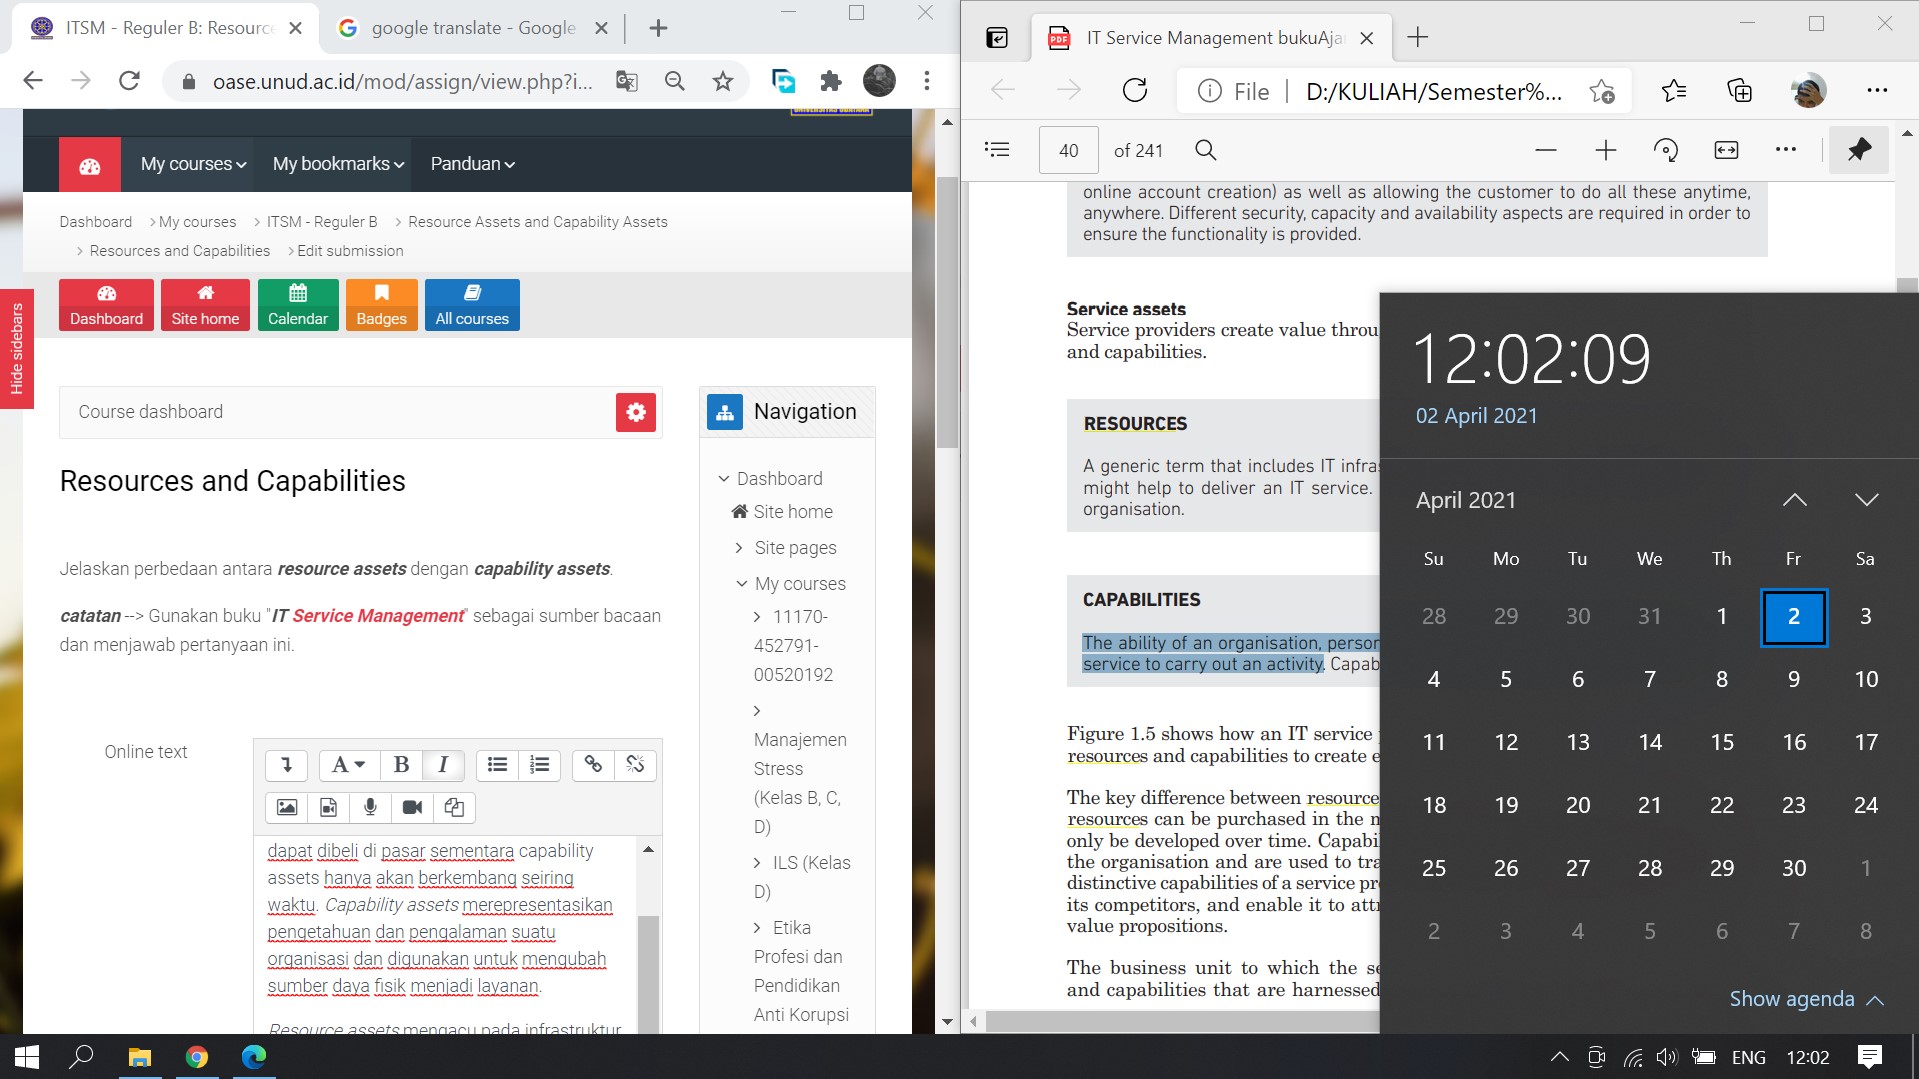 ITSM - Reguler B: Resource
google translate - Google
oase.unud.ac.id/mod/assign/view.php?i...
My courses
My bookmarks
Panduan
Dashboard
My courses
ITSM - Reguler B
Resource Assets and Capability Assets
Resources and Capabilities
Edit submission
Dashboard
Site home
Calendar
Badges
All courses
Hide sidebars
Course dashboard
Resources and Capabilities
Jelaskan perbedaan antara resource assets dengan capability assets.
catatan --> Gunakan buku "IT Service Management" sebagai sumber bacaan
dan menjawab pertanyaan ini.
Online text
A
B
I
dapat dibeli di pasar sementara capability
assets hanya akan berkembang seiring
waktu. Capability assets merepresentasikan
pengetahuan dan pengalaman suatu
organisasi dan digunakan untuk mengubah
sumber daya fisik menjadi layanan.
Resource assets mengacu pada infrastruktur
Navigation
Dashboard
Site home
Site pages
My courses
11170-
452791-
00520192
Manajemen
Stress
(Kelas B, C,
D)
ILS (Kelas
D)
Etika
Profesi dan
Pendidikan
Anti Korupsi
PDF
IT Service Management bukuAja
File
D:/KULIAH/Semester%...
40
of 241
online account creation) as well as allowing the customer to do all these anytime,
anywhere. Different security, capacity and availability aspects are required in order to
ensure the functionality is provided.
Service assets
Service providers create value throu
and capabilities.
RESOURCES
A generic term that includes IT infras
might help to deliver an IT service.
organisation.
CAPABILITIES
The ability of an organisation, person
service to carry out an activity. Capab
Figure 1.5 shows how an IT service
resources and capabilities to create e
The key difference between resource
resources can be purchased in the m
only be developed over time. Capabi
the organisation and are used to tra
distinctive capabilities of a service pr
its competitors, and enable it to attr
value propositions.
The business unit to which the se
and capabilities that are harnessed
12:02:09
02 April 2021
April 2021
Su Mo Tu We Th Fr Sa
28 29 30 31 1 2 3
4 5 6 7 8 9 10
11 12 13 14 15 16 17
18 19 20 21 22 23 24
25 26 27 28 29 30 1
2 3 4 5 6 7 8
Show agenda
ENG
12:02